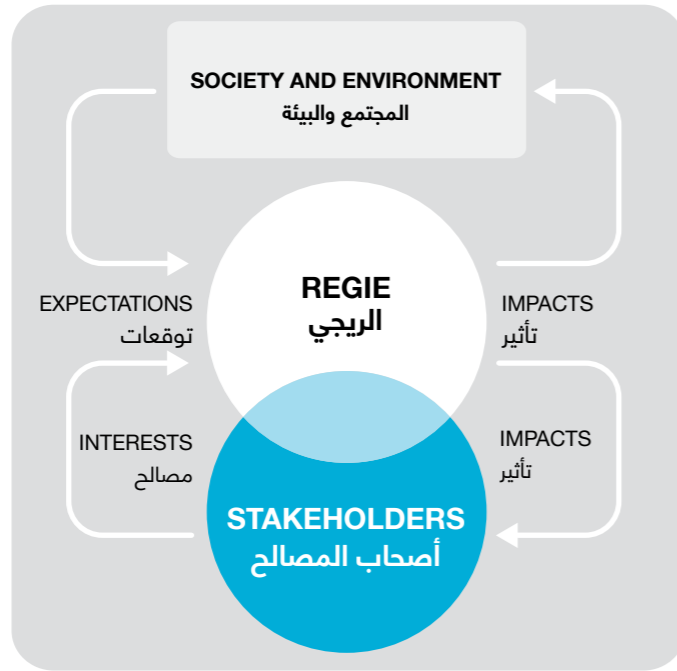 SOCIETY AND ENVIRONMENT
المجتمع والبيئة
REGIE
الريجي
EXPECTATIONS
توقعات
IMPACTS
تأثير
INTERESTS
مصالح
IMPACTS
تأثير
STAKEHOLDERS
أصحاب المصالح